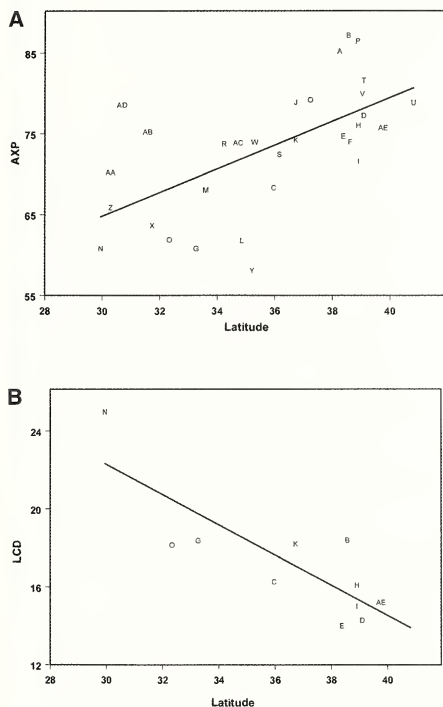 A
85
B
P
A
T
V
AD
J
U
D
AB
H
AE
75
R
AC
W
K
E
F
S
I
AA
M
F
65
Z
X
O
L
N
G
Y
55
AXP
28
30
32
34
36
38
40
Latitude
B
N
24
20
O
G
K
B
F
16
H
I
AE
D
E
12
LCD
28
30
32
34
36
38
40
Latitude